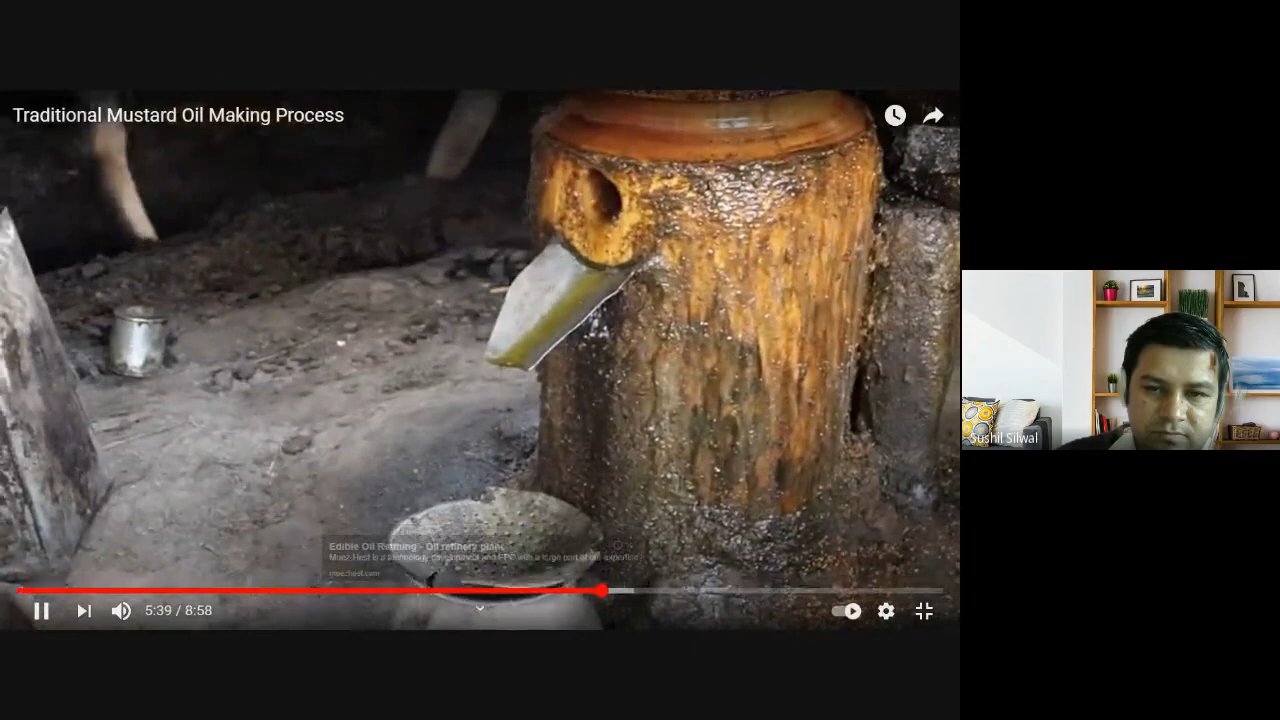 Traditional Mustard Oil Making Process
Edible Oil Refining - Oil refinery plant
5:39 / 8:58
Sushil Silwal